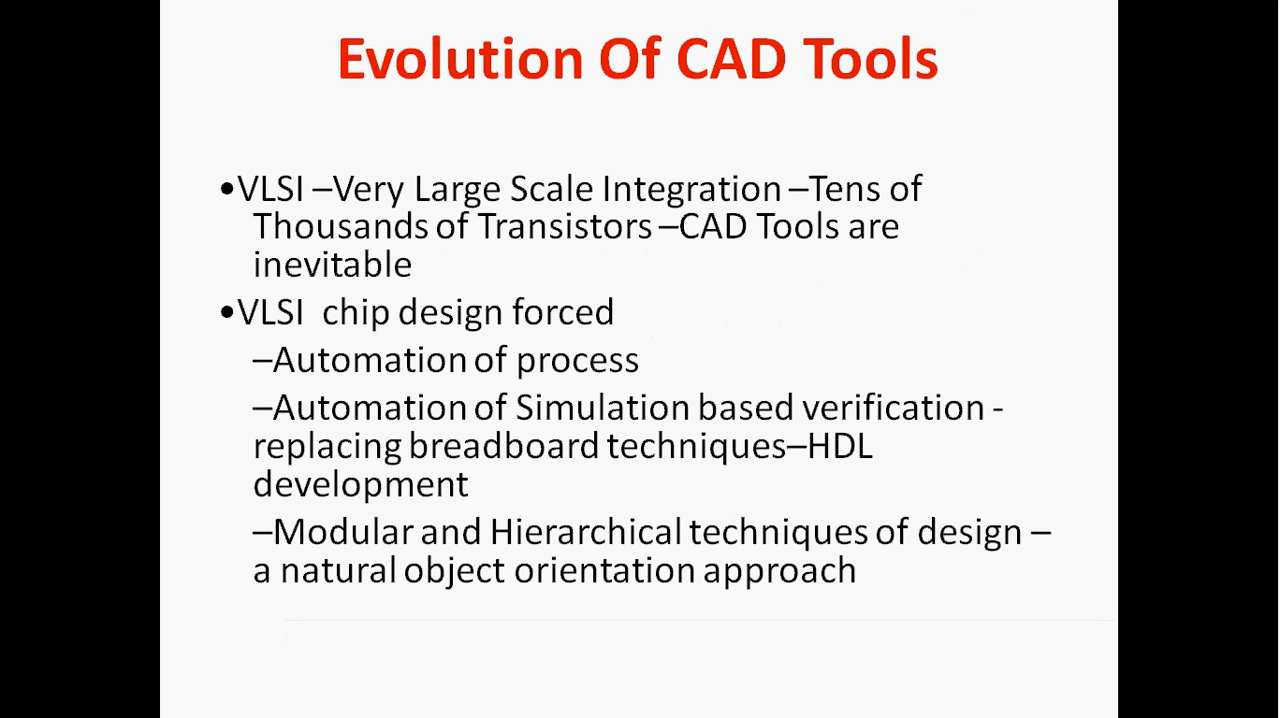 Evolution Of CAD Tools
•VLSI –Very Large Scale Integration –Tens of
Thousands of Transistors –CAD Tools are
inevitable
•VLSI  chip design forced
–Automation of process
–Automation of Simulation based verification -
replacing breadboard techniques–HDL
development
–Modular and Hierarchical techniques of design –
a natural object orientation approach